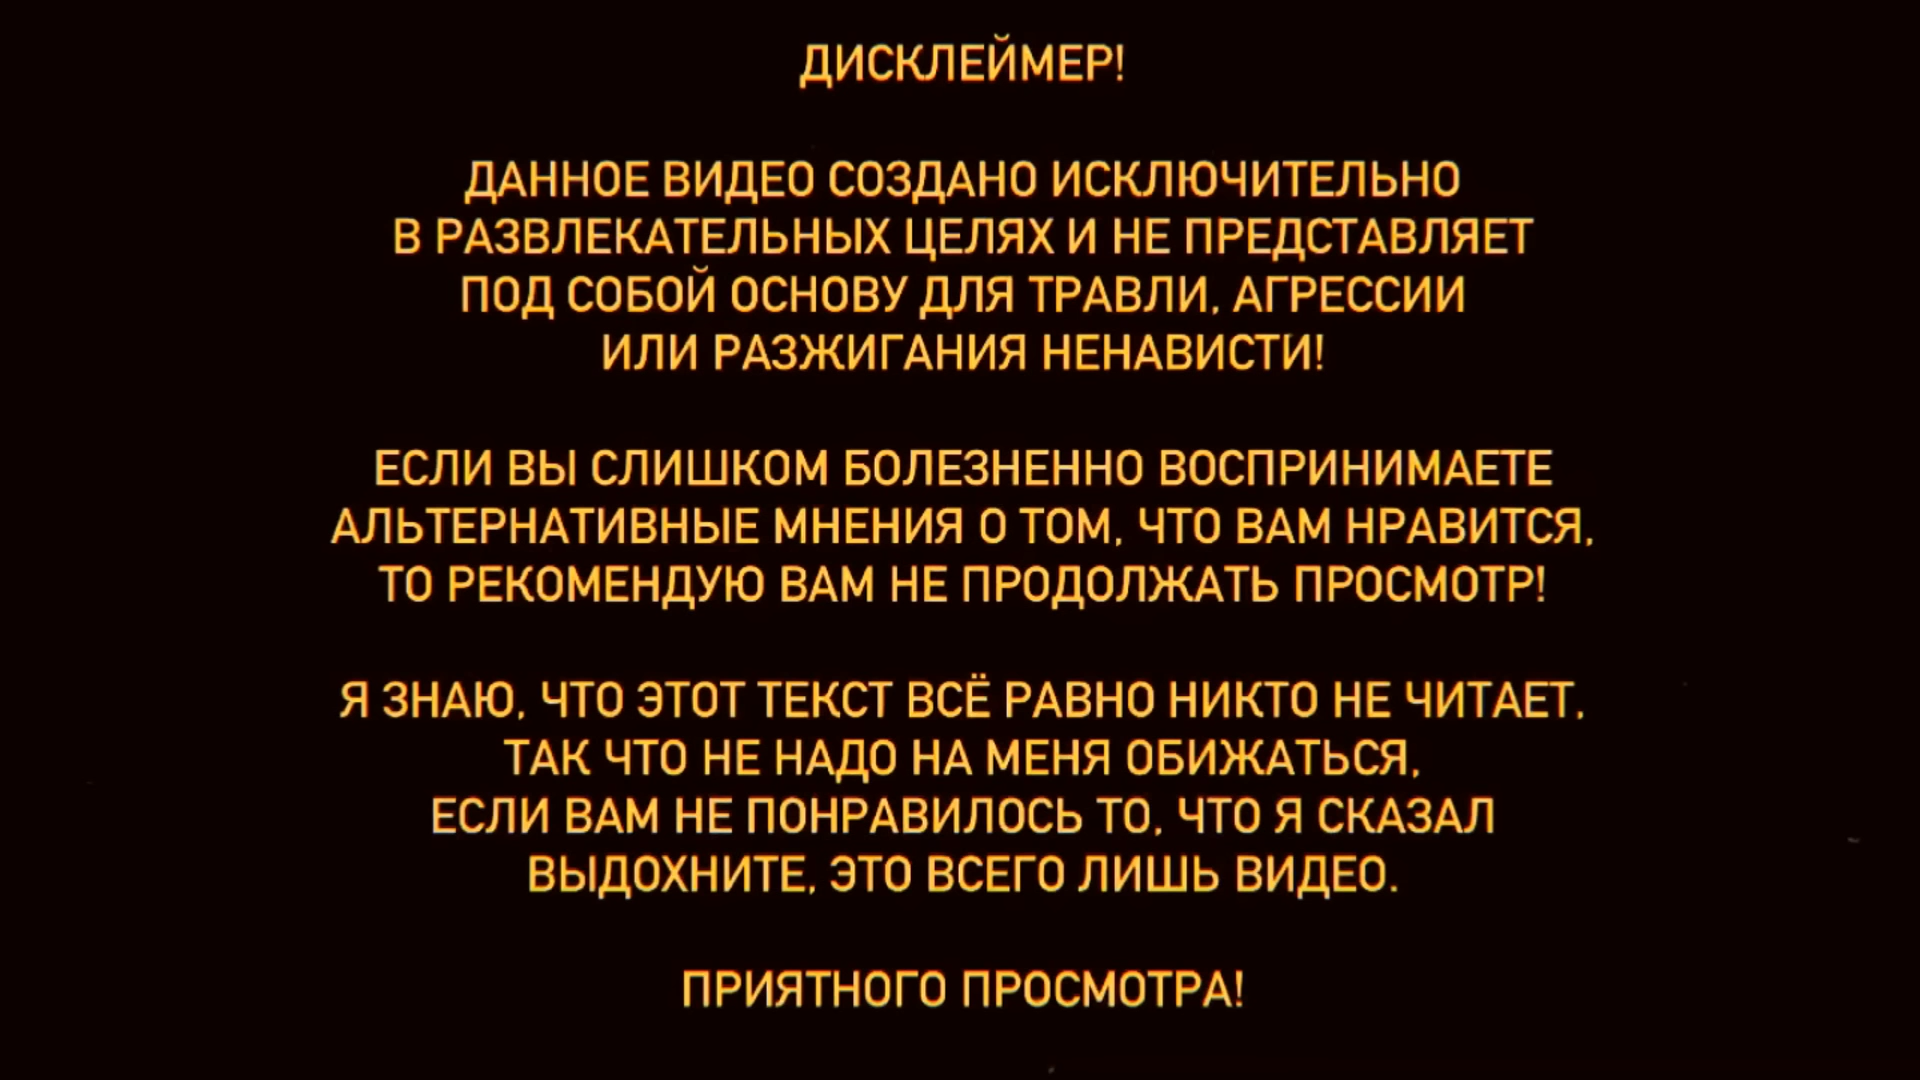 ДИСКЛЕЙМЕР!
ДАННОЕ ВИДЕО СОЗДАНО ИСКЛЮЧИТЕЛЬНО
В РАЗВЛЕКАТЕЛЬНЫХ ЦЕЛЯХ И НЕ ПРЕДСТАВЛЯЕТ
ПОД СОБОЙ ОСНОВУ ДЛЯ ТРАВЛИ, АГРЕССИИ
ИЛИ РАЗЖИГАНИЯ НЕНАВИСТИ!
ЕСЛИ ВЫ СЛИШКОМ БОЛЕЗНЕННО ВОСПРИНИМАЕТЕ
АЛЬТЕРНАТИВНЫЕ МНЕНИЯ О ТОМ, ЧТО ВАМ НРАВИТСЯ,
ТО РЕКОМЕНДУЮ ВАМ НЕ ПРОДОЛЖАТЬ ПРОСМОТР!
Я ЗНАЮ, ЧТО ЭТОТ ТЕКСТ ВСЁ РАВНО НИКТО НЕ ЧИТАЕТ,
ТАК ЧТО НЕ НАДО НА МЕНЯ ОБИЖАТЬСЯ,
ЕСЛИ ВАМ НЕ ПОНРАВИЛОСЬ ТО, ЧТО Я СКАЗАЛ
ВЫДОХНИТЕ, ЭТО ВСЕГО ЛИШЬ ВИДЕО.
ПРИЯТНОГО ПРОСМОТРА!